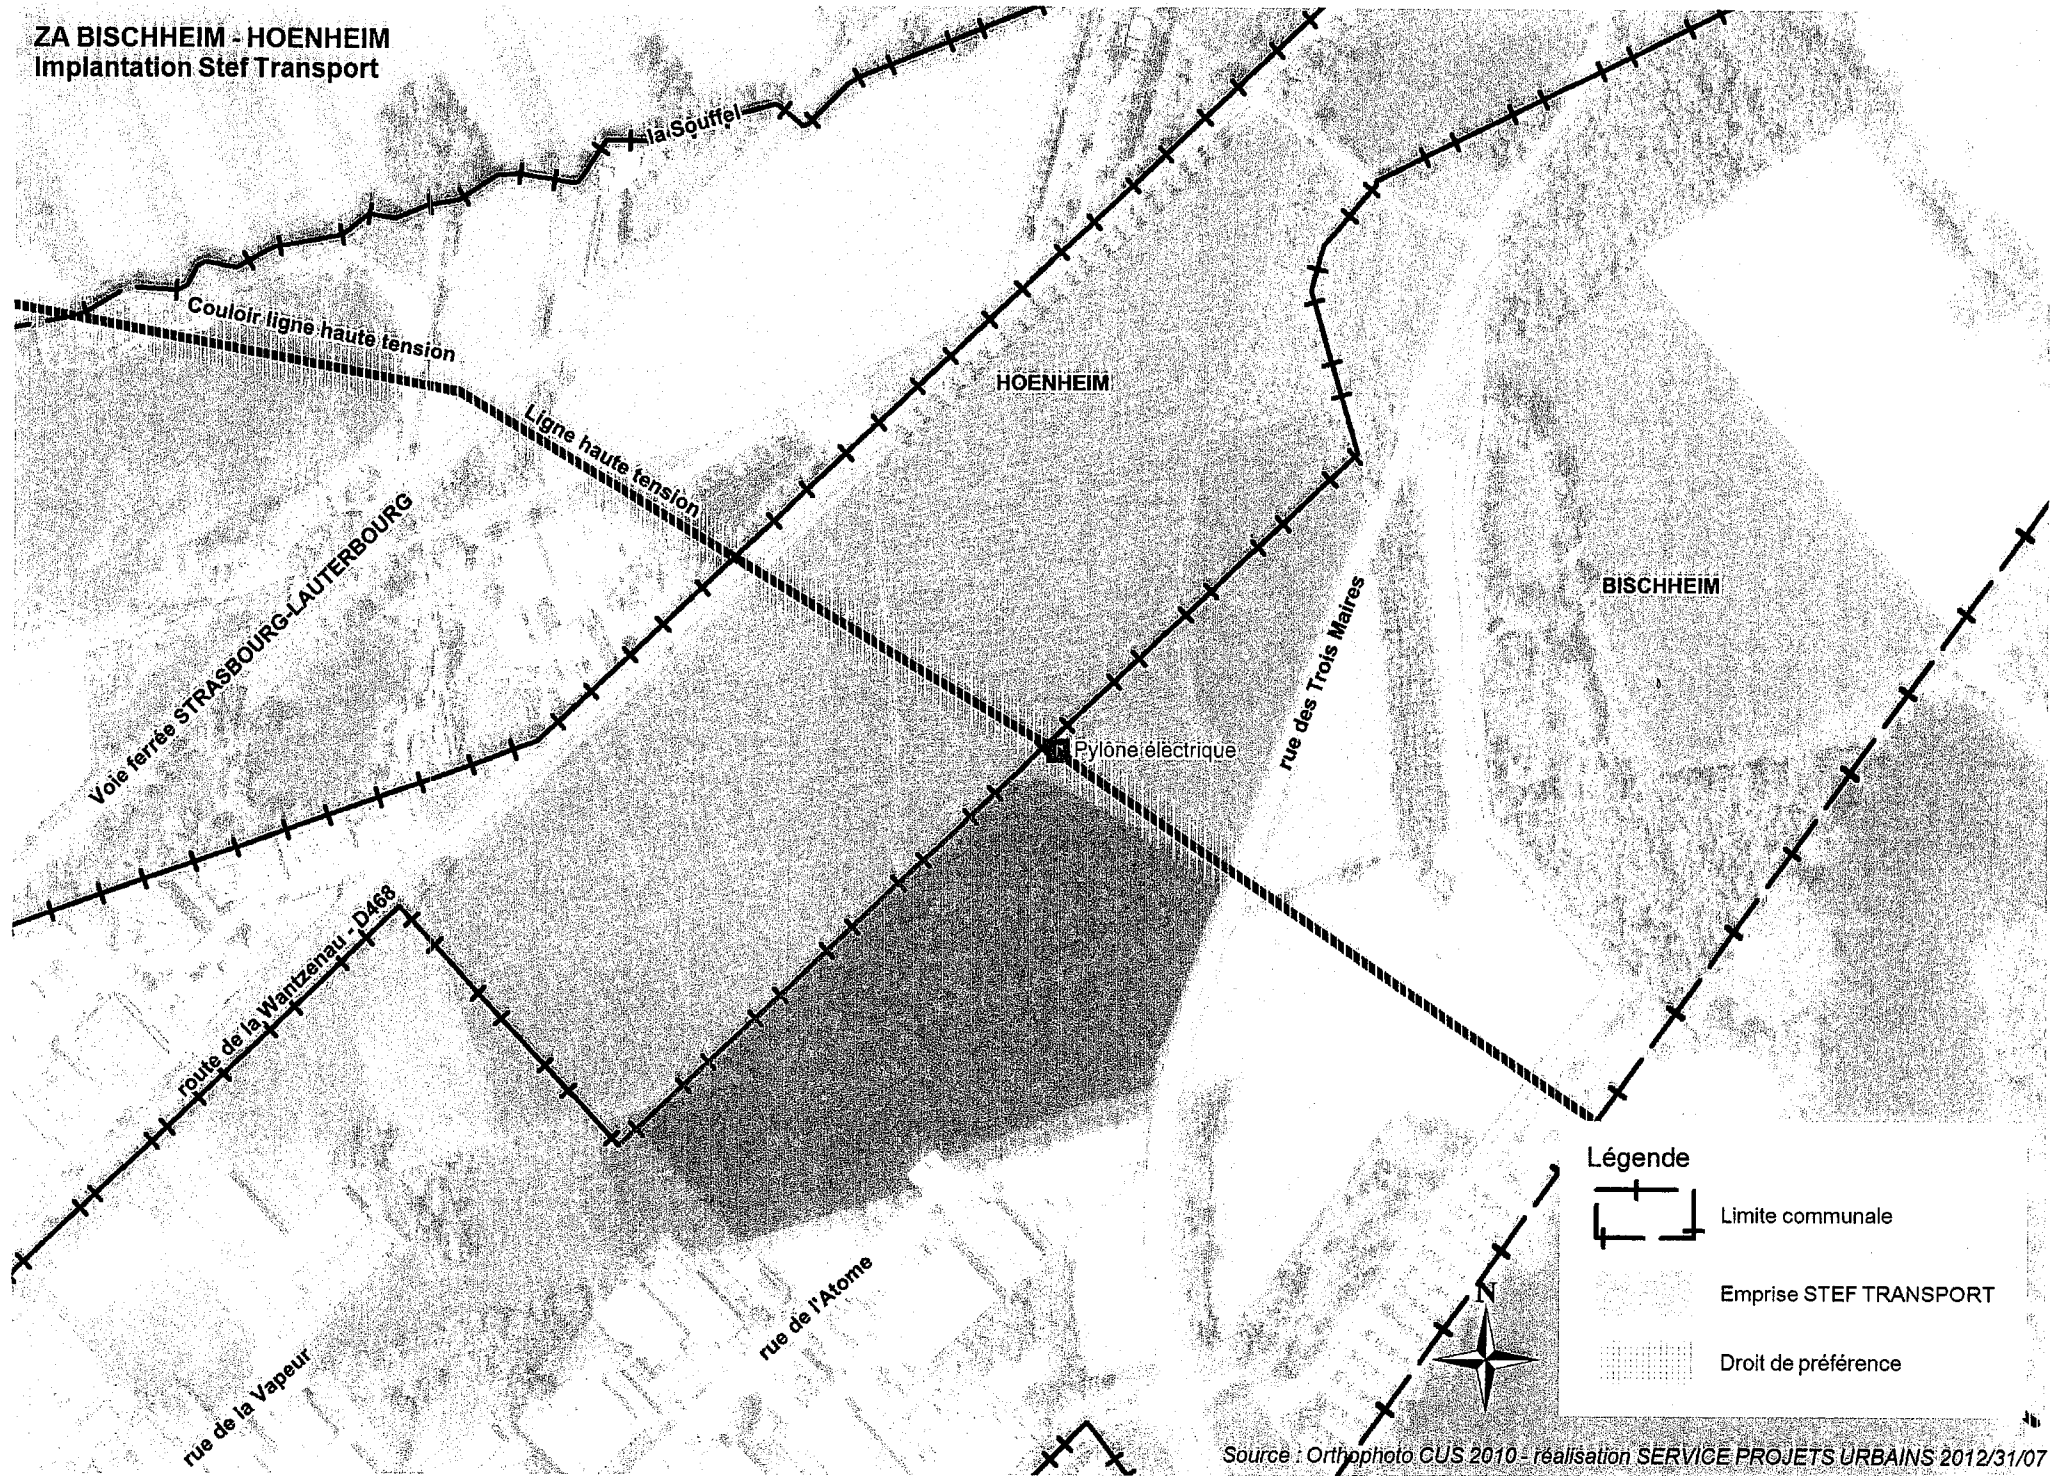 ZA BISCHHEIM - HOENHEIM
Implantation Stef Transport
la Souffel
Couloir ligne haute tension
Ligne haute tension
HOENHEIM
Voie ferrée STRASBOURG-LAUTERBOURG
BISCHHEIM
rue des Trois Maires
Pylône électrique
route de la Wantzenau - D468
rue de l'Atome
rue de la Vapeur
Légende
Limite communale
Emprise STEF TRANSPORT
Droit de préférence
N
Source : Orthophoto CUS 2010 - réalisation SERVICE PROJETS URBAINS 2012/31/07